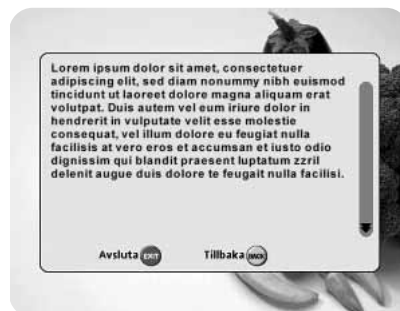 Lorem ipsum dolor sit amet, consectetuer
adipiscing elit, sed diam nonummy nibh euismod
tincidunt ut laoreet dolore magna aliquam erat
volutpat. Duis autem vel eum iriure dolor in
hendrerit in vulputate velit esse molestie
consequat, vel illum dolore eu feugiat nulla
facilisis at vero eros et accumsan et iusto odio
dignissim qui blandit praesent luptatum zzril
delenit augue duis dolore te feugait nulla facilisi.
Avsluta EXIT Tillbaka BACK